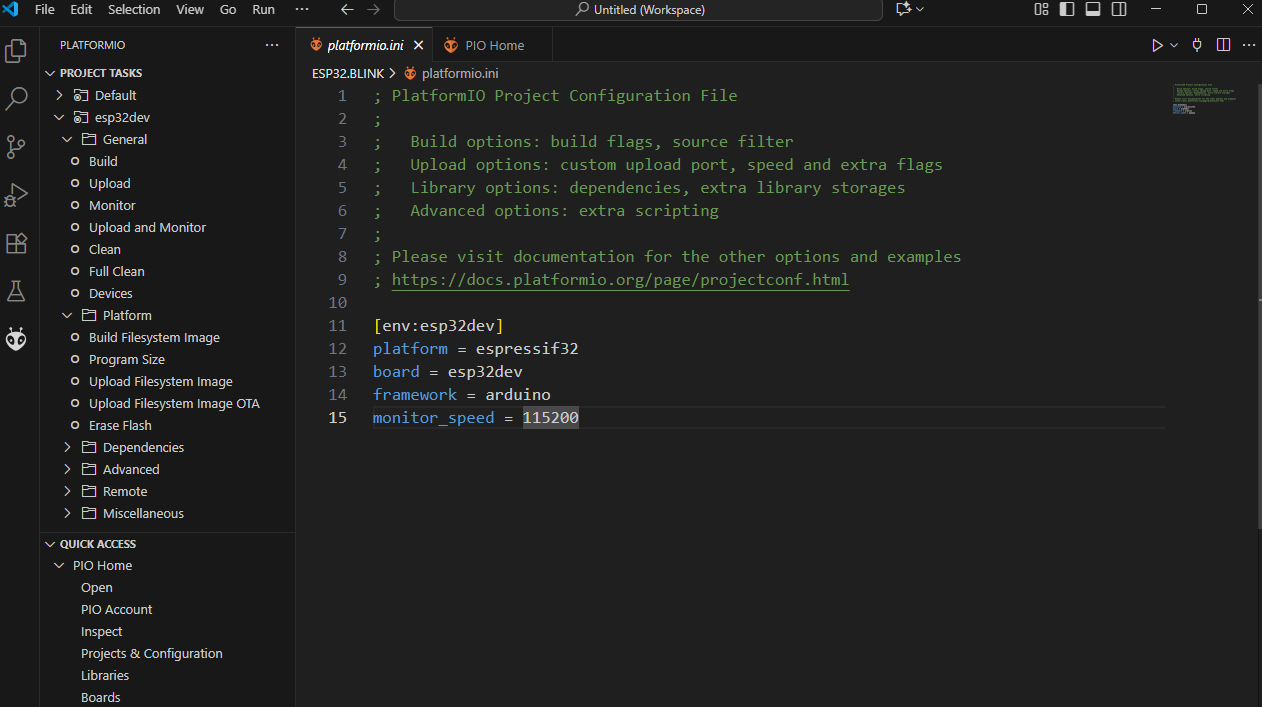 File Edit Selection View Go Run ··· Untitled (Workspace)
PLATFORMIO ···
PROJECT TASKS
Default
esp32dev
General
Build
Upload
Monitor
Upload and Monitor
Clean
Full Clean
Devices
Platform
Build Filesystem Image
Program Size
Upload Filesystem Image
Upload Filesystem Image OTA
Erase Flash
Dependencies
Advanced
Remote
Miscellaneous
QUICK ACCESS
PIO Home
Open
PIO Account
Inspect
Projects & Configuration
Libraries
Boards
platformio.ini PIO Home
ESP32.BLINK > platformio.ini
1 ; PlatformIO Project Configuration File
2 ;
3 ;   Build options: build flags, source filter
4 ;   Upload options: custom upload port, speed and extra flags
5 ;   Library options: dependencies, extra library storages
6 ;   Advanced options: extra scripting
7 ;
8 ; Please visit documentation for the other options and examples
9 ; https://docs.platformio.org/page/projectconf.html
10
11 [env:esp32dev]
12 platform = espressif32
13 board = esp32dev
14 framework = arduino
15 monitor_speed = 115200